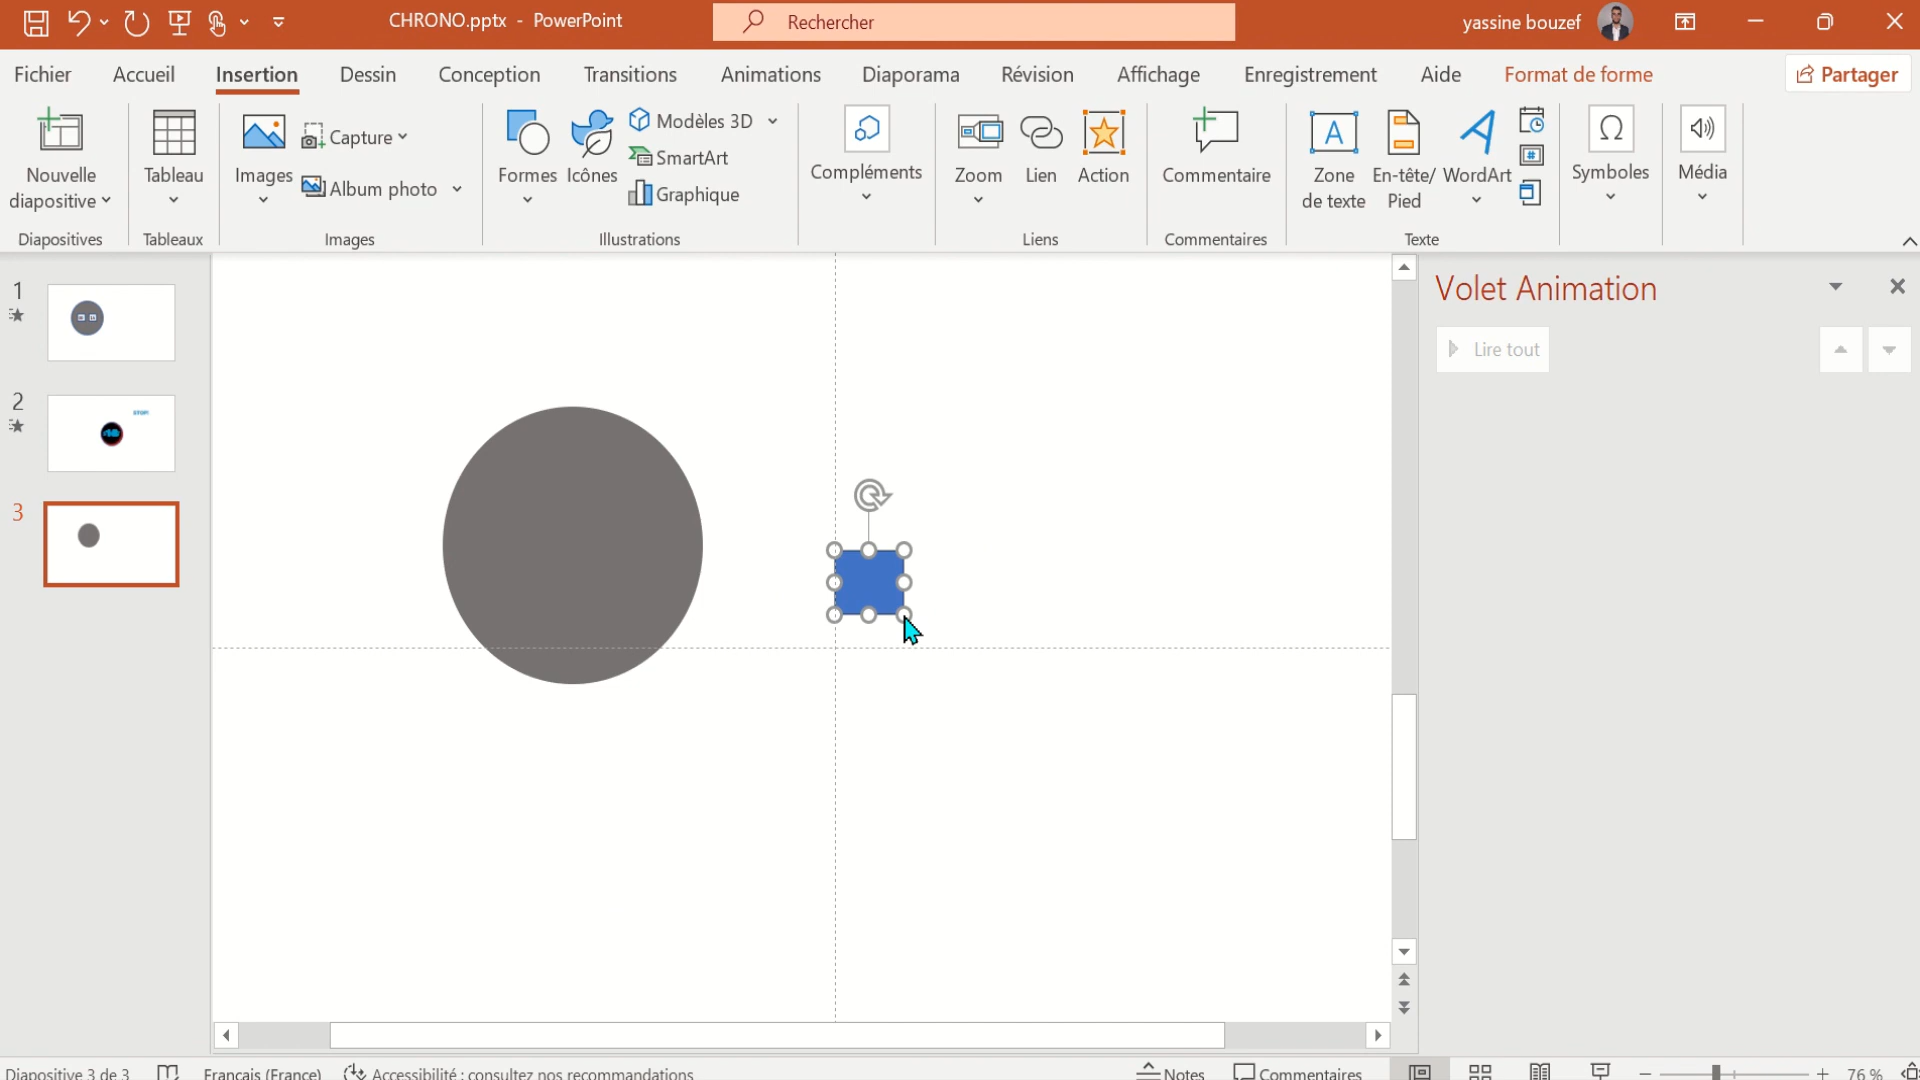 CHRONO.pptx - PowerPoint
Rechercher
yassine bouzef
Fichier Accueil Insertion Dessin Conception Transitions Animations Diaporama Révision Affichage Enregistrement Aide Format de forme Partager
Nouvelle diapositive
Diapositives
Tableau
Tableaux
Images
Capture
Album photo
Images
Formes
Icônes
Modèles 3D
SmartArt
Graphique
Illustrations
Compléments
Zoom
Lien
Action
Liens
Commentaire
Commentaires
Zone de texte
En-tête/ Pied
WordArt
Texte
Symboles
Média
1
2
STOP!
3
Volet Animation
Lire tout
Diapositive 3 de 3 Français (France) Accessibilité : consultez nos recommandations Notes Commentaires 76 %